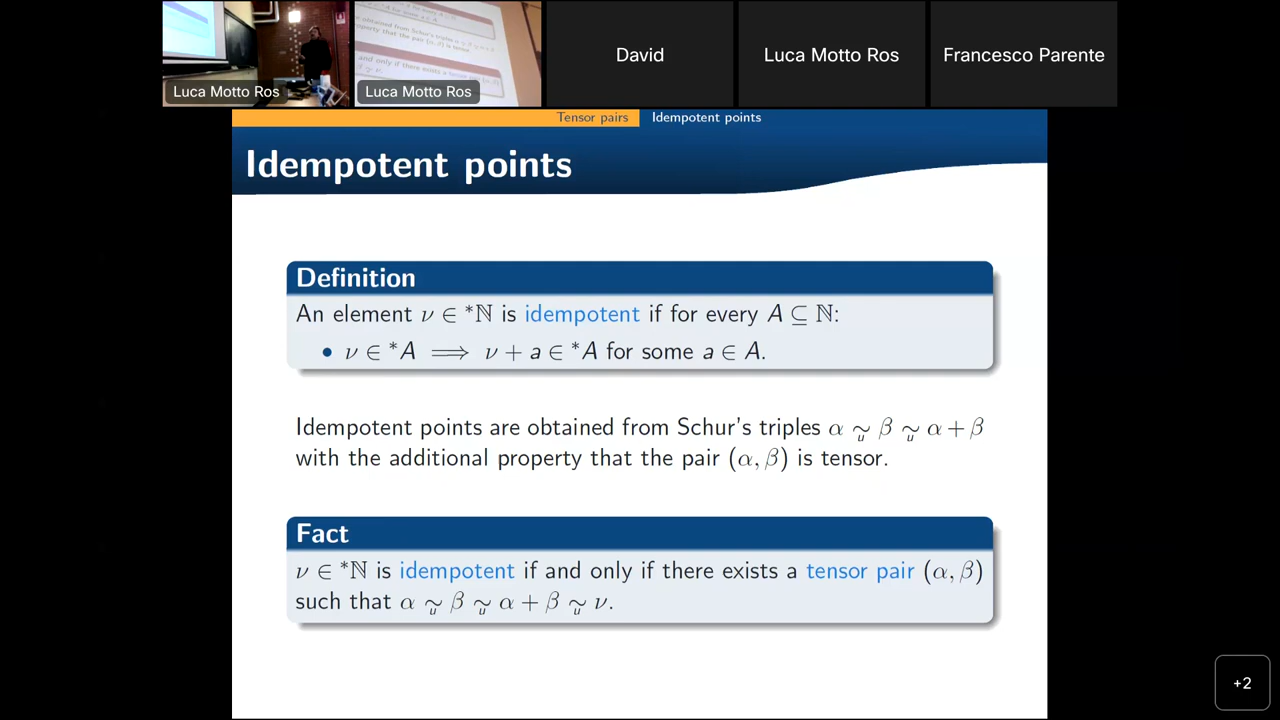 David
Luca Motto Ros
Francesco Parente
Luca Motto Ros
Luca Motto Ros
Tensor pairs
Idempotent points
Idempotent points
Definition
An element ν ∈ *ℕ is idempotent if for every A ⊆ ℕ:
• ν ∈ *A ⟹ ν + a ∈ *A for some a ∈ A.
Idempotent points are obtained from Schur's triples α ∼ᵤ β ∼ᵤ α + β
with the additional property that the pair (α, β) is tensor.
Fact
ν ∈ *ℕ is idempotent if and only if there exists a tensor pair (α, β)
such that α ∼ᵤ β ∼ᵤ α + β ∼ᵤ ν.
+2